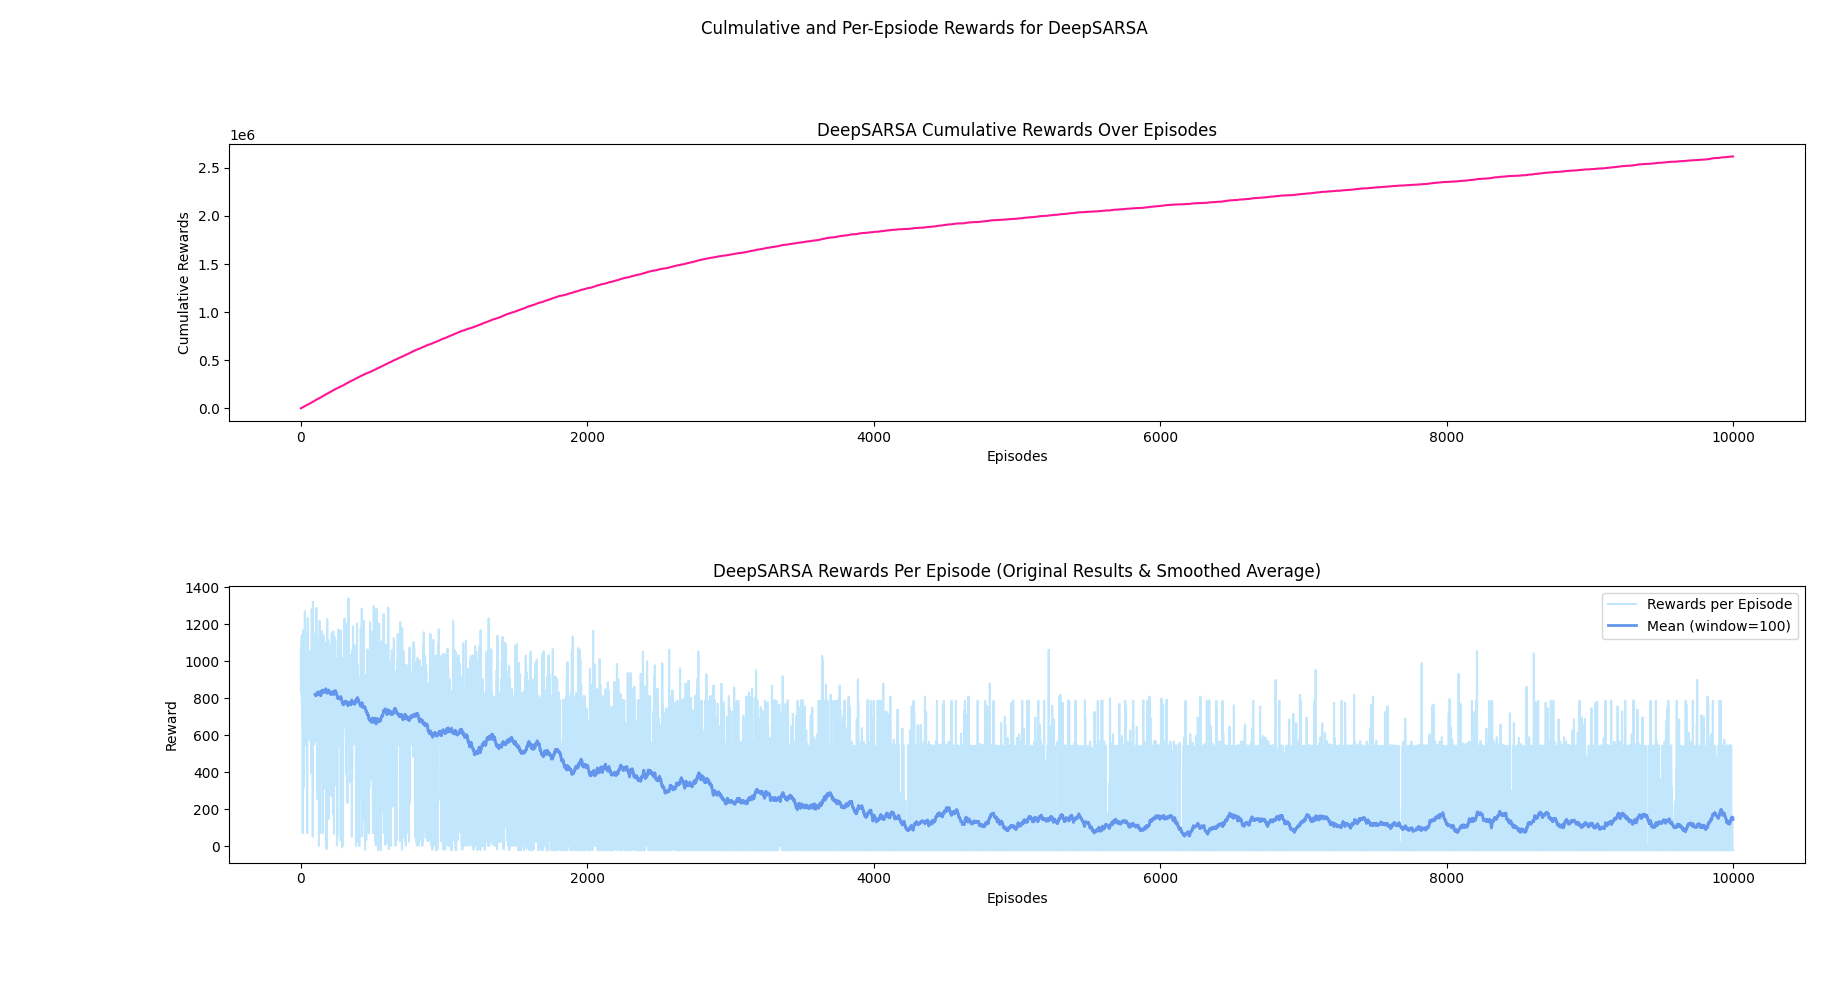 Culmulative and Per-Epsiode Rewards for DeepSARSA
DeepSARSA Cumulative Rewards Over Episodes
1e6
2.5
2.0
1.5
1.0
0.5
0.0
Cumulative Rewards
0 2000 4000 6000 8000 10000
Episodes
DeepSARSA Rewards Per Episode (Original Results & Smoothed Average)
1400
1200
1000
800
600
400
200
0
Reward
Rewards per Episode
Mean (window=100)
0 2000 4000 6000 8000 10000
Episodes